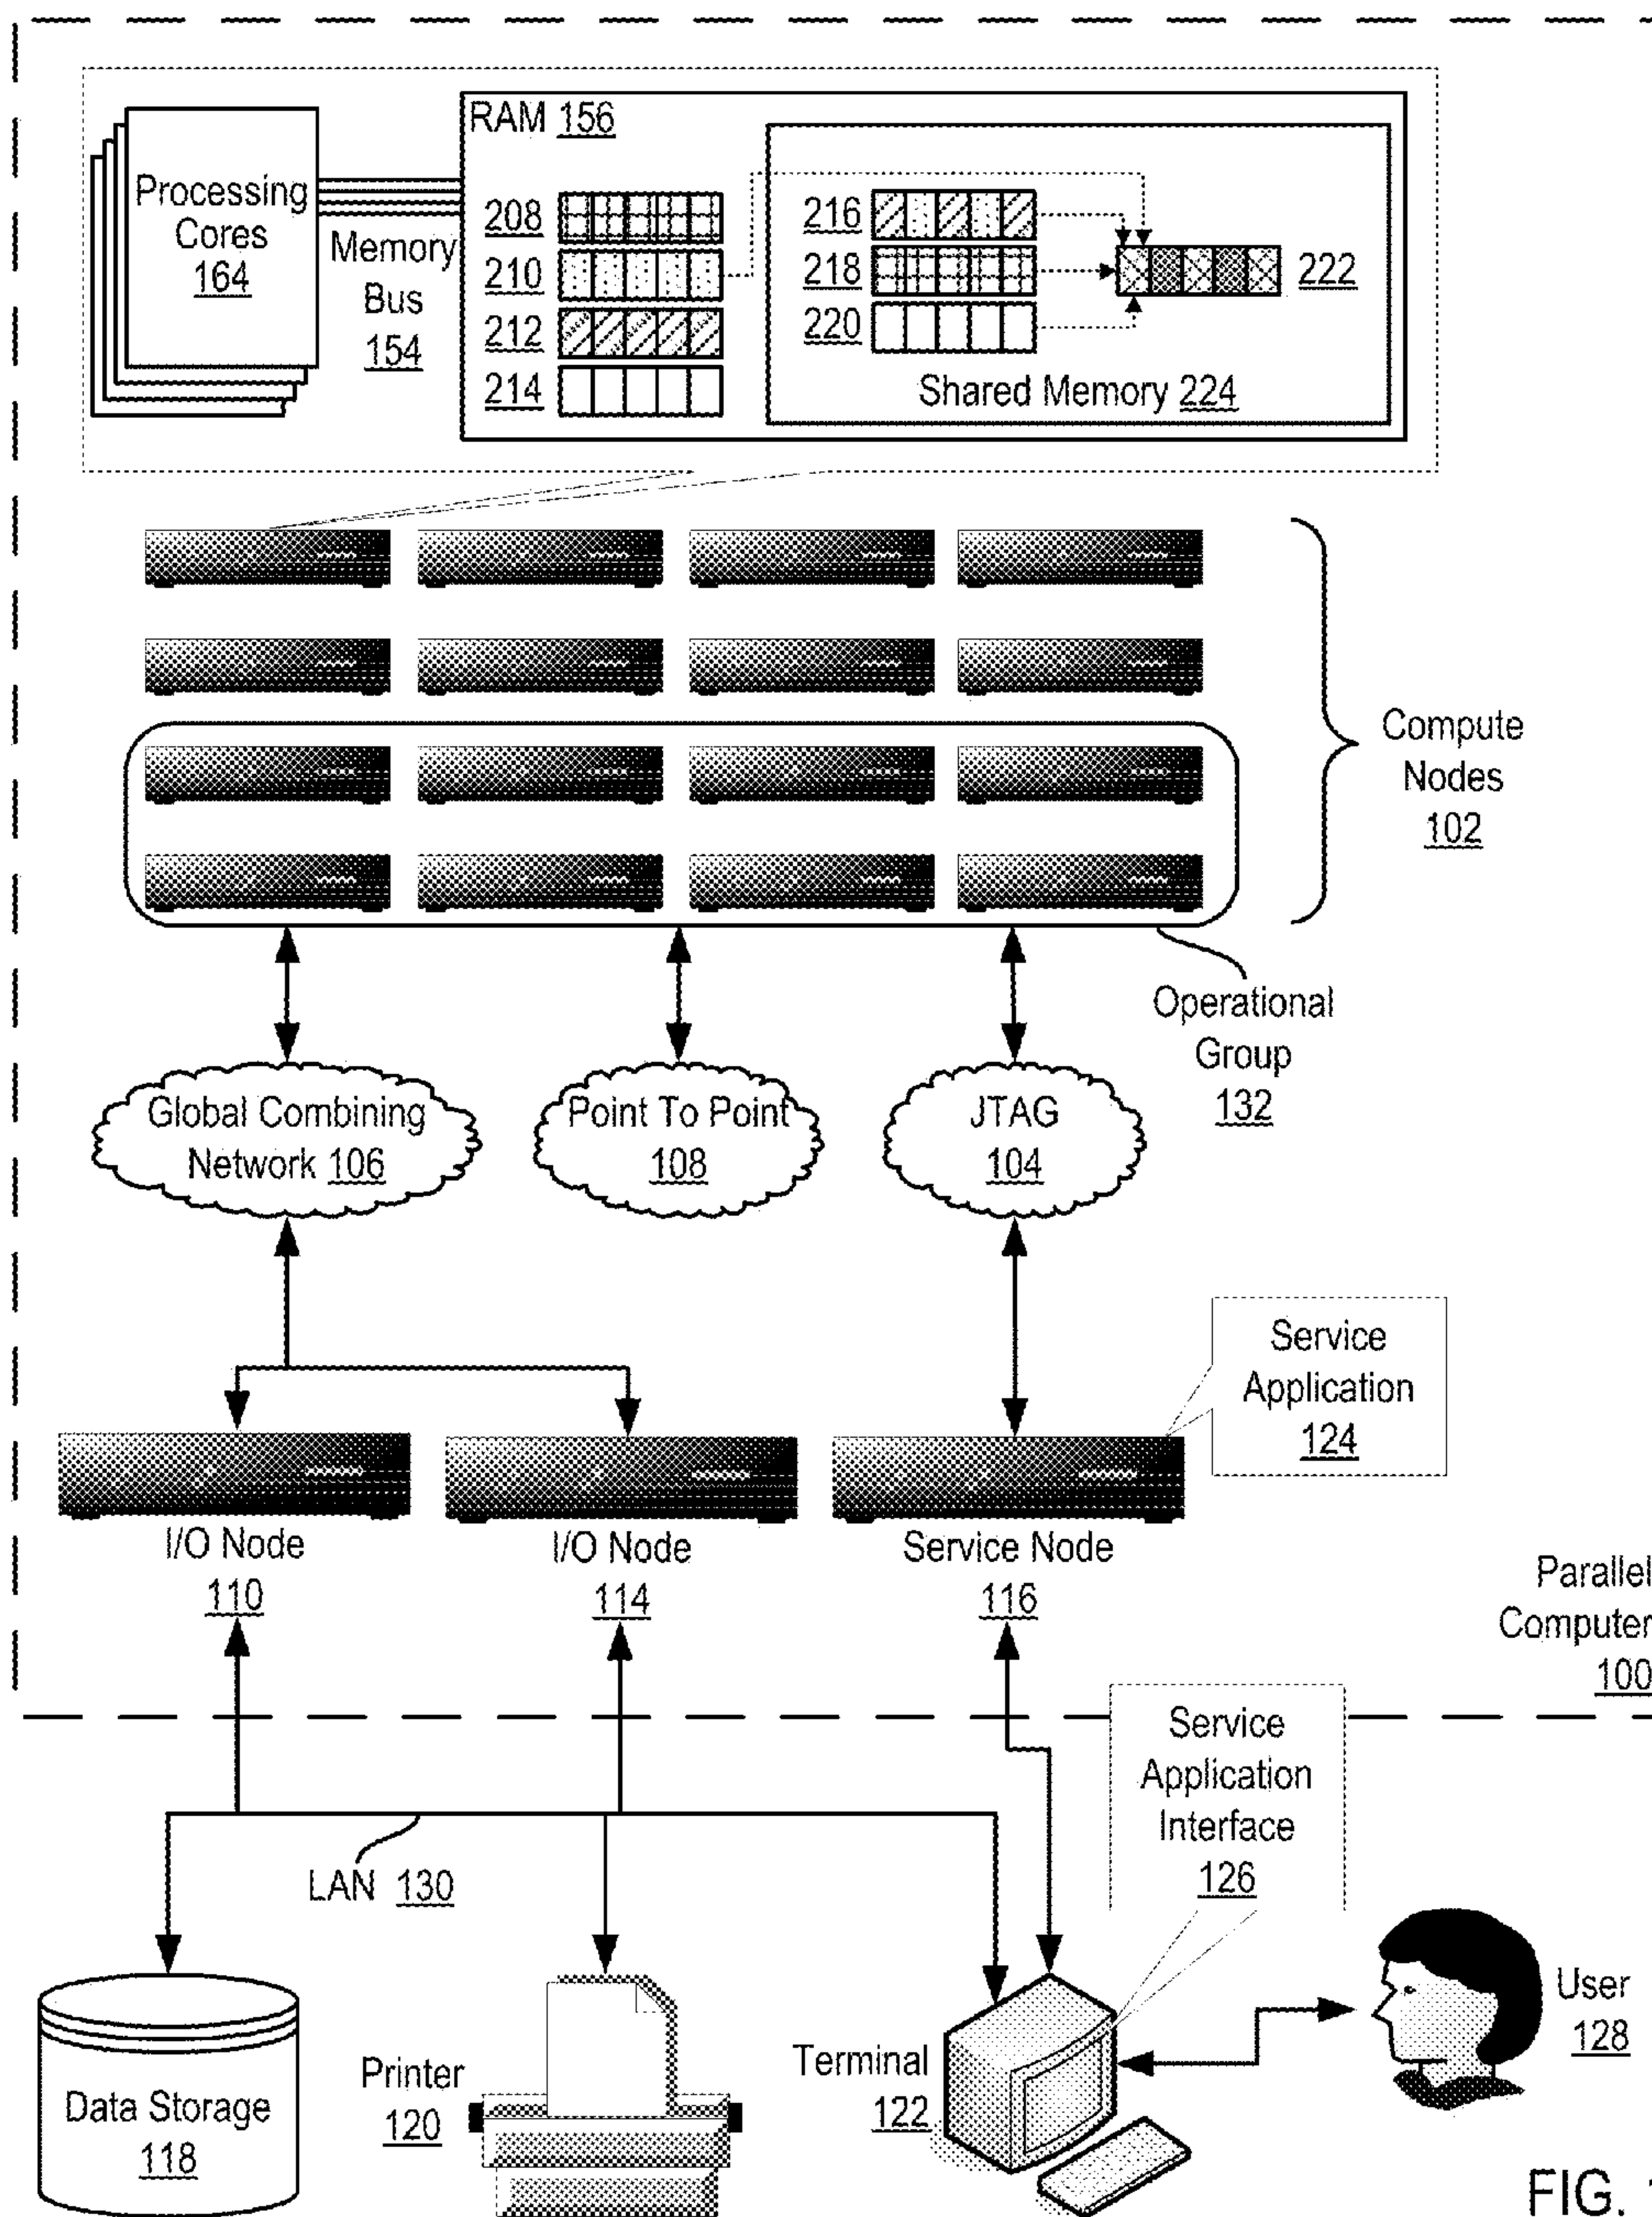 RAM 156
Processing
Cores
164
Memory
Bus
154
208
210
212
214
216
218
220
222
Shared Memory 224
Compute
Nodes
102
Operational
Group
132
Global Combining
Network 106
Point To Point
108
JTAG
104
Service
Application
124
I/O Node
110
I/O Node
114
Service Node
116
Parallel
Computer
100
Service
Application
Interface
126
LAN 130
Data Storage
118
Printer
120
Terminal
122
User
128
FIG.